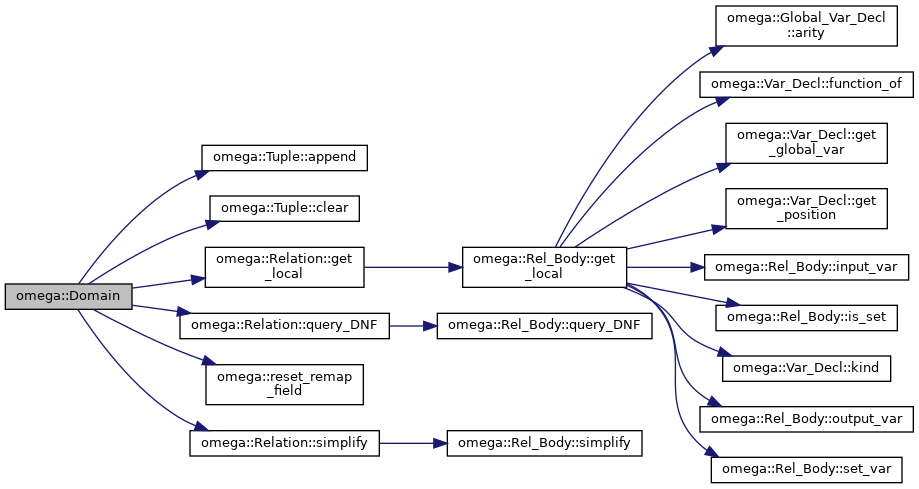 omega::Domain
omega::Tuple::append
omega::Tuple::clear
omega::Relation::get
_local
omega::Relation::query_DNF
omega::reset_remap
_field
omega::Relation::simplify
omega::Rel_Body::get
_local
omega::Rel_Body::query_DNF
omega::Rel_Body::simplify
omega::Global_Var_Decl
::arity
omega::Var_Decl::function_of
omega::Var_Decl::get
_global_var
omega::Var_Decl::get
_position
omega::Rel_Body::input_var
omega::Rel_Body::is_set
omega::Var_Decl::kind
omega::Rel_Body::output_var
omega::Rel_Body::set_var